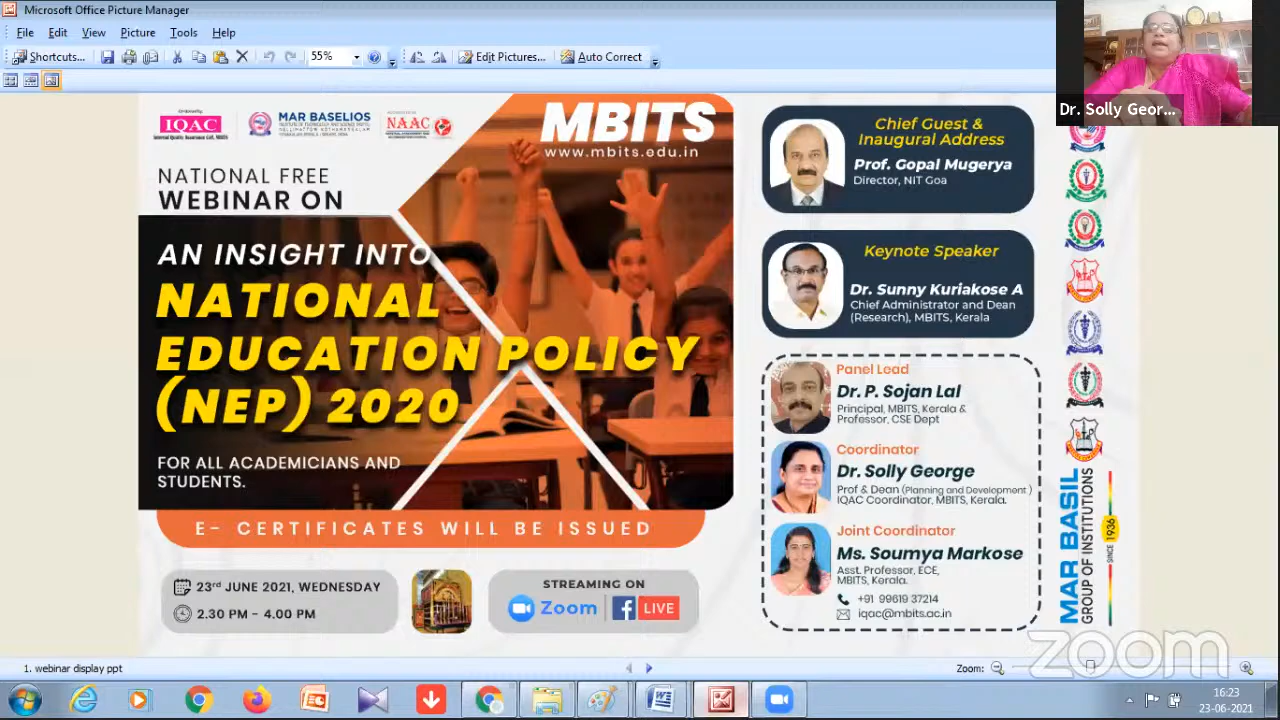 Microsoft Office Picture Manager
File Edit View Picture Tools Help
Shortcuts... 55% Edit Pictures... Auto Correct
Dr. Solly Geor...
IQAC
Internal Quality Assurance Cell, MBITS
MAR BASELIOS
NAAC
MBITS
www.mbits.edu.in
NATIONAL FREE
WEBINAR ON
AN INSIGHT INTO
NATIONAL
EDUCATION POLICY
(NEP) 2020
FOR ALL ACADEMICIANS AND
STUDENTS.
E- CERTIFICATES WILL BE ISSUED
23rd JUNE 2021, WEDNESDAY
2.30 PM - 4.00 PM
STREAMING ON
Zoom f LIVE
Chief Guest &
Inaugural Address
Prof. Gopal Mugerya
Director, NIT Goa
Keynote Speaker
Dr. Sunny Kuriakose A
Chief Administrator and Dean
(Research), MBITS, Kerala
Panel Lead
Dr. P. Sojan Lal
Principal, MBITS, Kerala &
Professor, CSE Dept
Coordinator
Dr. Solly George
Prof & Dean (Planning and Development )
IQAC Coordinator, MBITS, Kerala.
Joint Coordinator
Ms. Soumya Markose
Asst. Professor, ECE,
MBITS, Kerala.
+91 99619 37214
iqac@mbits.ac.in
MAR BASIL
GROUP OF INSTITUTIONS
SINCE 1936
zoom
1. webinar display ppt
Zoom:
16:23
23-06-2021